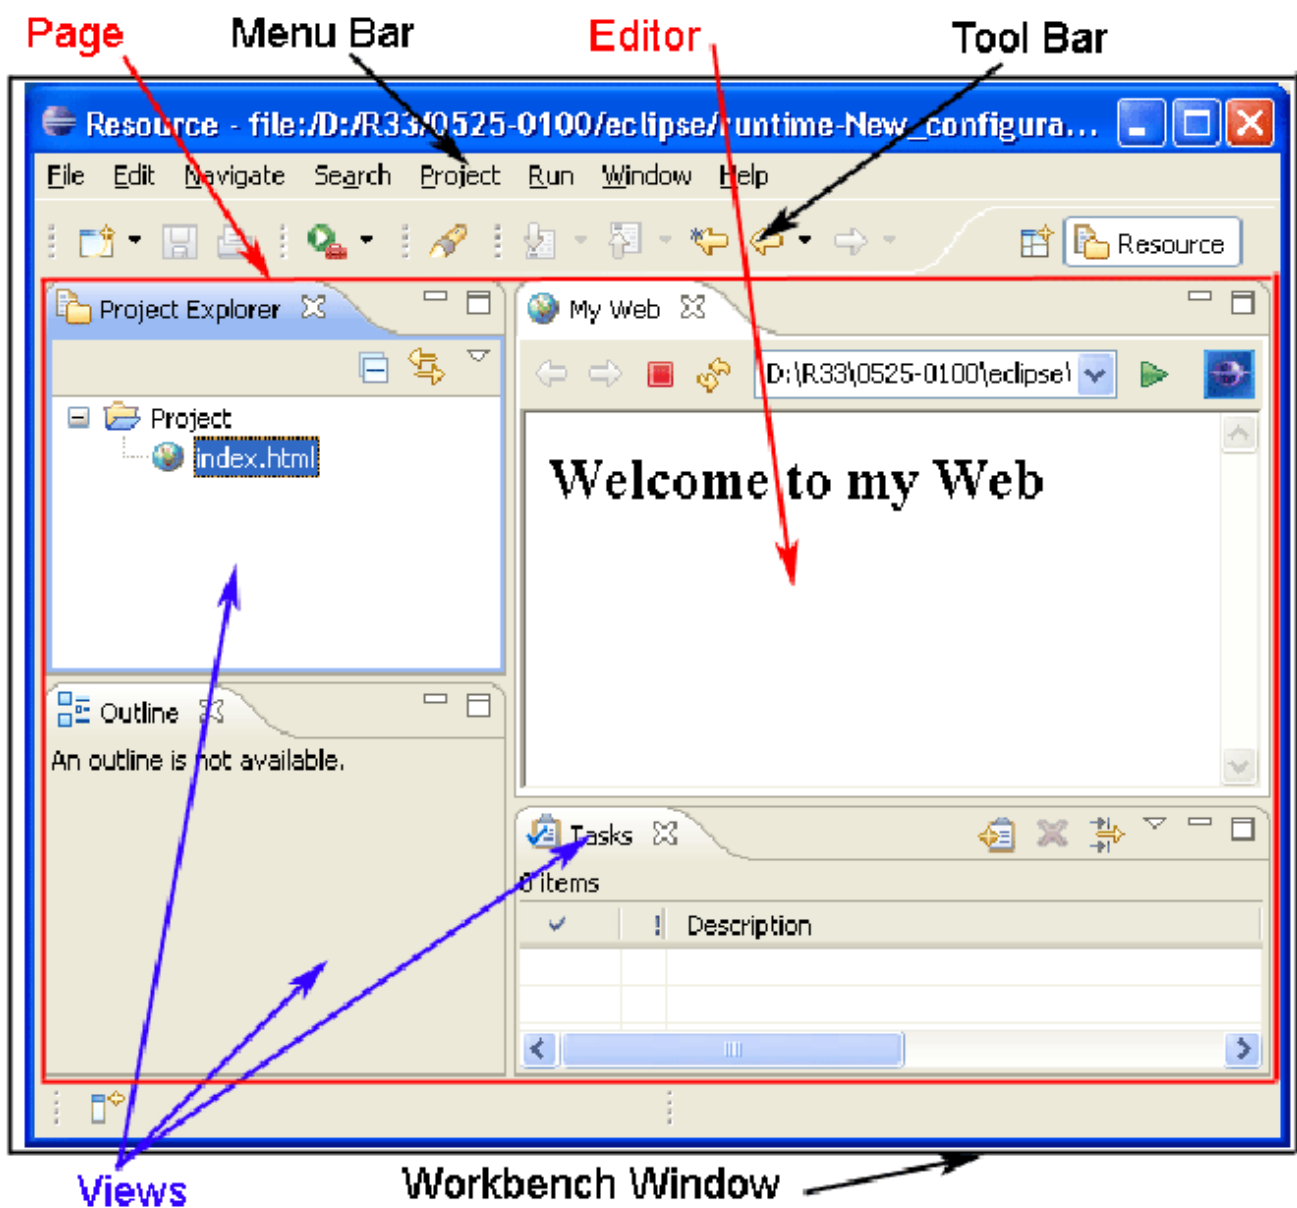 Page Menu Bar Editor Tool Bar
Resource - file:/D:/R33/0525-0100/eclipse/runtime-New_configura...
File Edit Navigate Search Project Run Window Help
Resource
Project Explorer
Project
index.html
My Web
D:\R33\0525-0100\eclipse\
Welcome to my Web
Outline
An outline is not available.
Tasks
0 items
! Description
Views
Workbench Window